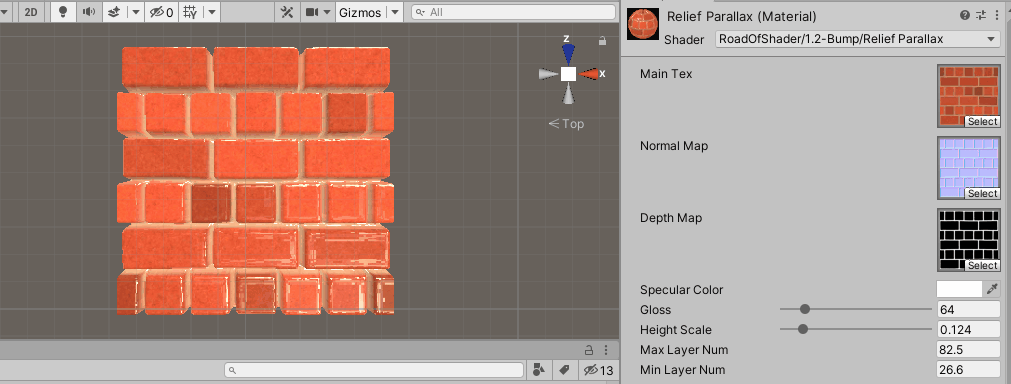 2D
0
Gizmos
All
z
x
Top
13
Relief Parallax (Material)
Shader
RoadOfShader/1.2-Bump/Relief Parallax
Main Tex
Select
Normal Map
Select
Depth Map
Select
Specular Color
Gloss
64
Height Scale
0.124
Max Layer Num
82.5
Min Layer Num
26.6